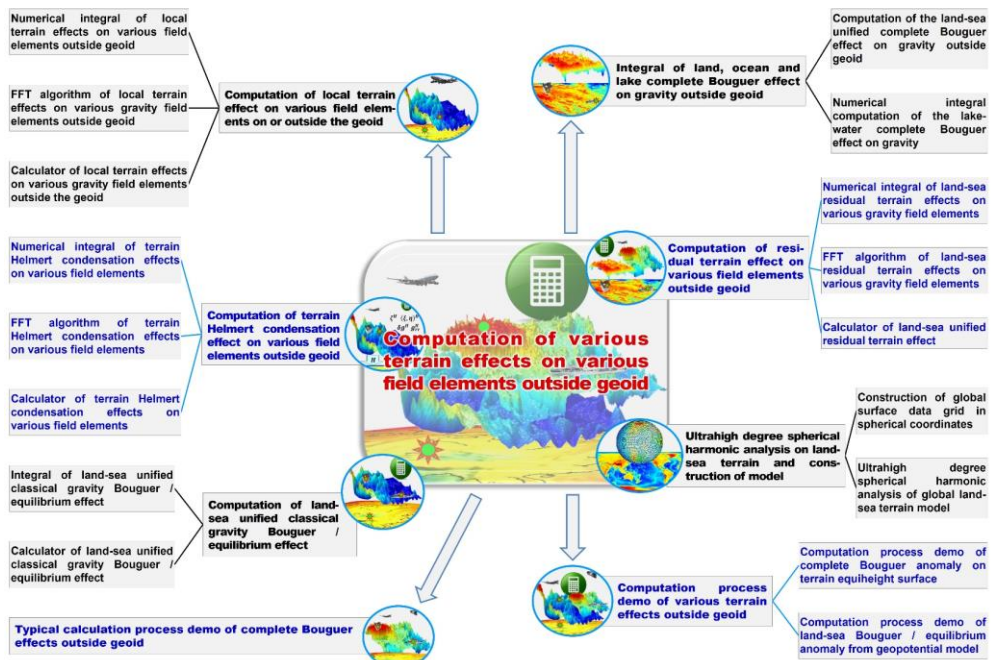 Numerical integral of local
terrain effects on various field
elements outside geoid
FFT algorithm of local terrain
effects on various gravity field
elements outside geoid
Calculator of local terrain effects
on various gravity field elements
outside the geoid
Computation of local terrain
effect on various field elem-
ents on or outside the geoid
Integral of land, ocean and
lake complete Bouguer effect
on gravity outside geoid
Computation of the land-sea
unified complete Bouguer
effect on gravity outside
geoid
Numerical integral
computation of the lake-
water complete Bouguer
effect on gravity
Numerical integral of terrain
Helmert condensation effects
on various field elements
FFT algorithm of terrain
Helmert condensation effects
on various field elements
Calculator of terrain Helmert
condensation effects on
various field elements
Computation of terrain
Helmert condensation
effect on various field
elements outside geoid
Computation of resi-
dual terrain effect on
various field elements
outside geoid
Numerical integral of land-sea
residual terrain effects on
various gravity field elements
FFT algorithm of land-sea
residual terrain effects on
various gravity field elements
Calculator of land-sea unified
residual terrain effect
Computation of various
terrain effects on various
field elements outside geoid
Integral of land-sea unified
classical gravity Bouguer /
equilibrium effect
Calculator of land-sea unified
classical gravity Bouguer /
equilibrium effect
Computation of land-
sea unified classical
gravity Bouguer /
equilibrium effect
Ultrahigh degree spherical
harmonic analysis on land-
sea terrain and cons-
truction of model
Construction of global
surface data grid in
spherical coordinates
Ultrahigh degree
spherical harmonic
analysis of global land-
sea terrain model
Typical calculation process demo of complete Bouguer
effects outside geoid
Computation process
demo of various terrain
effects outside geoid
Computation process demo of
complete Bouguer anomaly on
terrain equiheight surface
Computation process demo of
land-sea Bouguer / equilibrium
anomaly from geopotential model